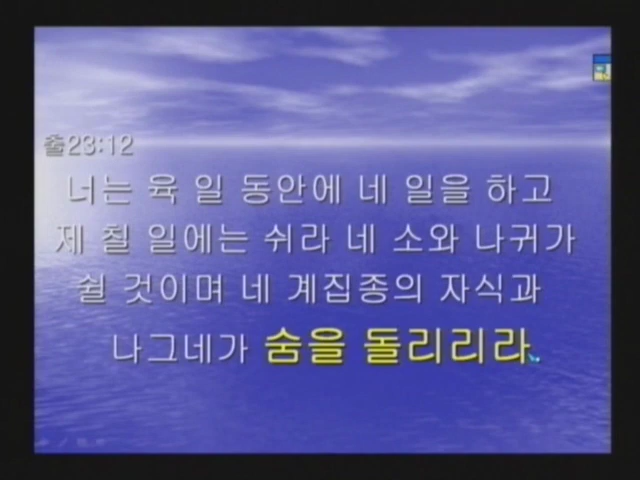 출23:12
너는 육 일 동안에 네 일을 하고
제 칠 일에는 쉬라 네 소와 나귀가
쉴 것이며 네 계집종의 자식과
나그네가 숨을 돌리리라.